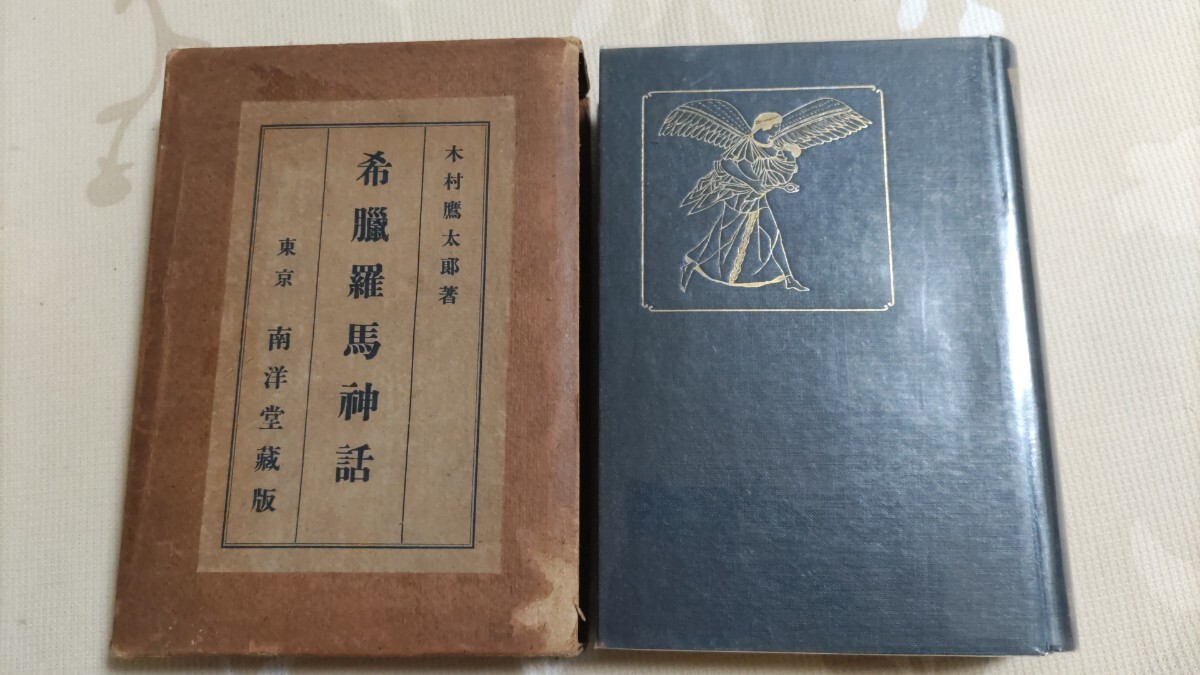 木村鷹太郎著
希臘羅馬神話
東京 南洋堂藏版